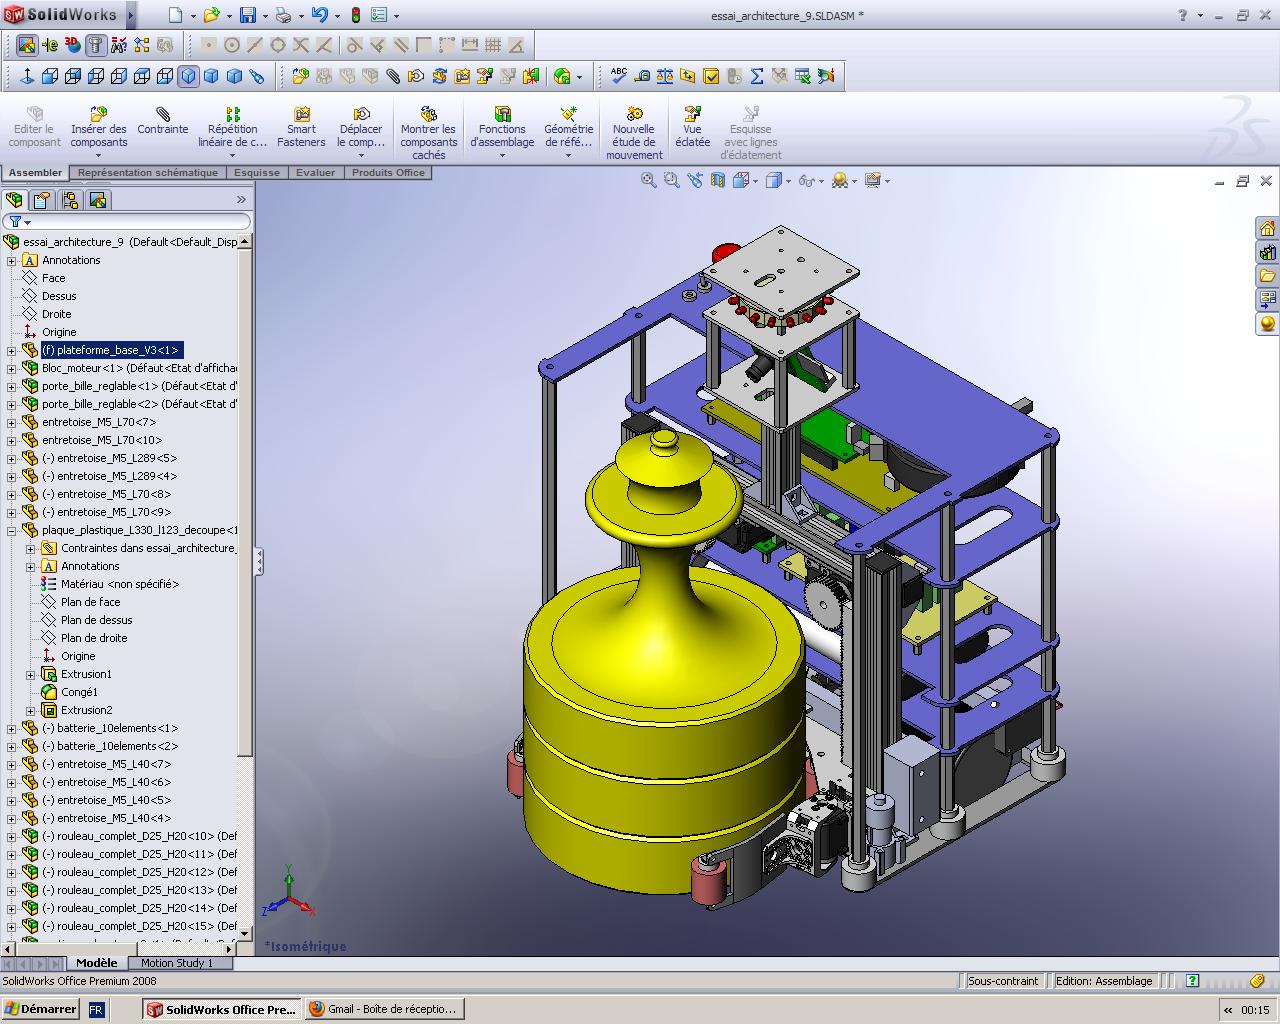 SolidWorks
essai_architecture_9.SLDASM *
Editer le composant
Insérer des composants
Contrainte
Répétition linéaire de c...
Smart Fasteners
Déplacer le comp...
Montrer les composants cachés
Fonctions d'assemblage
Géométrie de réfé...
Nouvelle étude de mouvement
Vue éclatée
Esquisse avec lignes d'éclatement
Assembler
Représentation schématique
Esquisse
Evaluer
Produits Office
essai_architecture_9 (Default<Default_Disp
Annotations
Face
Dessus
Droite
Origine
(f) plateforme_base_V3<1>
Bloc_moteur<1> (Défaut<Etat d'afficha
porte_bille_reglable<1> (Défaut<Etat d'
porte_bille_reglable<2> (Défaut<Etat d'
entretoise_M5_L70<7>
entretoise_M5_L70<10>
(-) entretoise_M5_L289<5>
(-) entretoise_M5_L289<4>
(-) entretoise_M5_L70<8>
(-) entretoise_M5_L70<9>
plaque_plastique_L330_l123_decoupe<1
Contraintes dans essai_architecture_
Annotations
Matériau <non spécifié>
Plan de face
Plan de dessus
Plan de droite
Origine
Extrusion1
Congé1
Extrusion2
(-) batterie_10elements<1>
(-) batterie_10elements<2>
(-) entretoise_M5_L40<7>
(-) entretoise_M5_L40<6>
(-) entretoise_M5_L40<5>
(-) entretoise_M5_L40<4>
(-) rouleau_complet_D25_H20<10> (Def
(-) rouleau_complet_D25_H20<11> (Def
(-) rouleau_complet_D25_H20<12> (Def
(-) rouleau_complet_D25_H20<13> (Def
(-) rouleau_complet_D25_H20<14> (Def
(-) rouleau_complet_D25_H20<15> (Def
Y
Z
X
*Isométrique
Modèle
Motion Study 1
SolidWorks Office Premium 2008
Sous-contraint
Edition: Assemblage
Démarrer
FR
SolidWorks Office Pre...
Gmail - Boîte de réceptio...
00:15